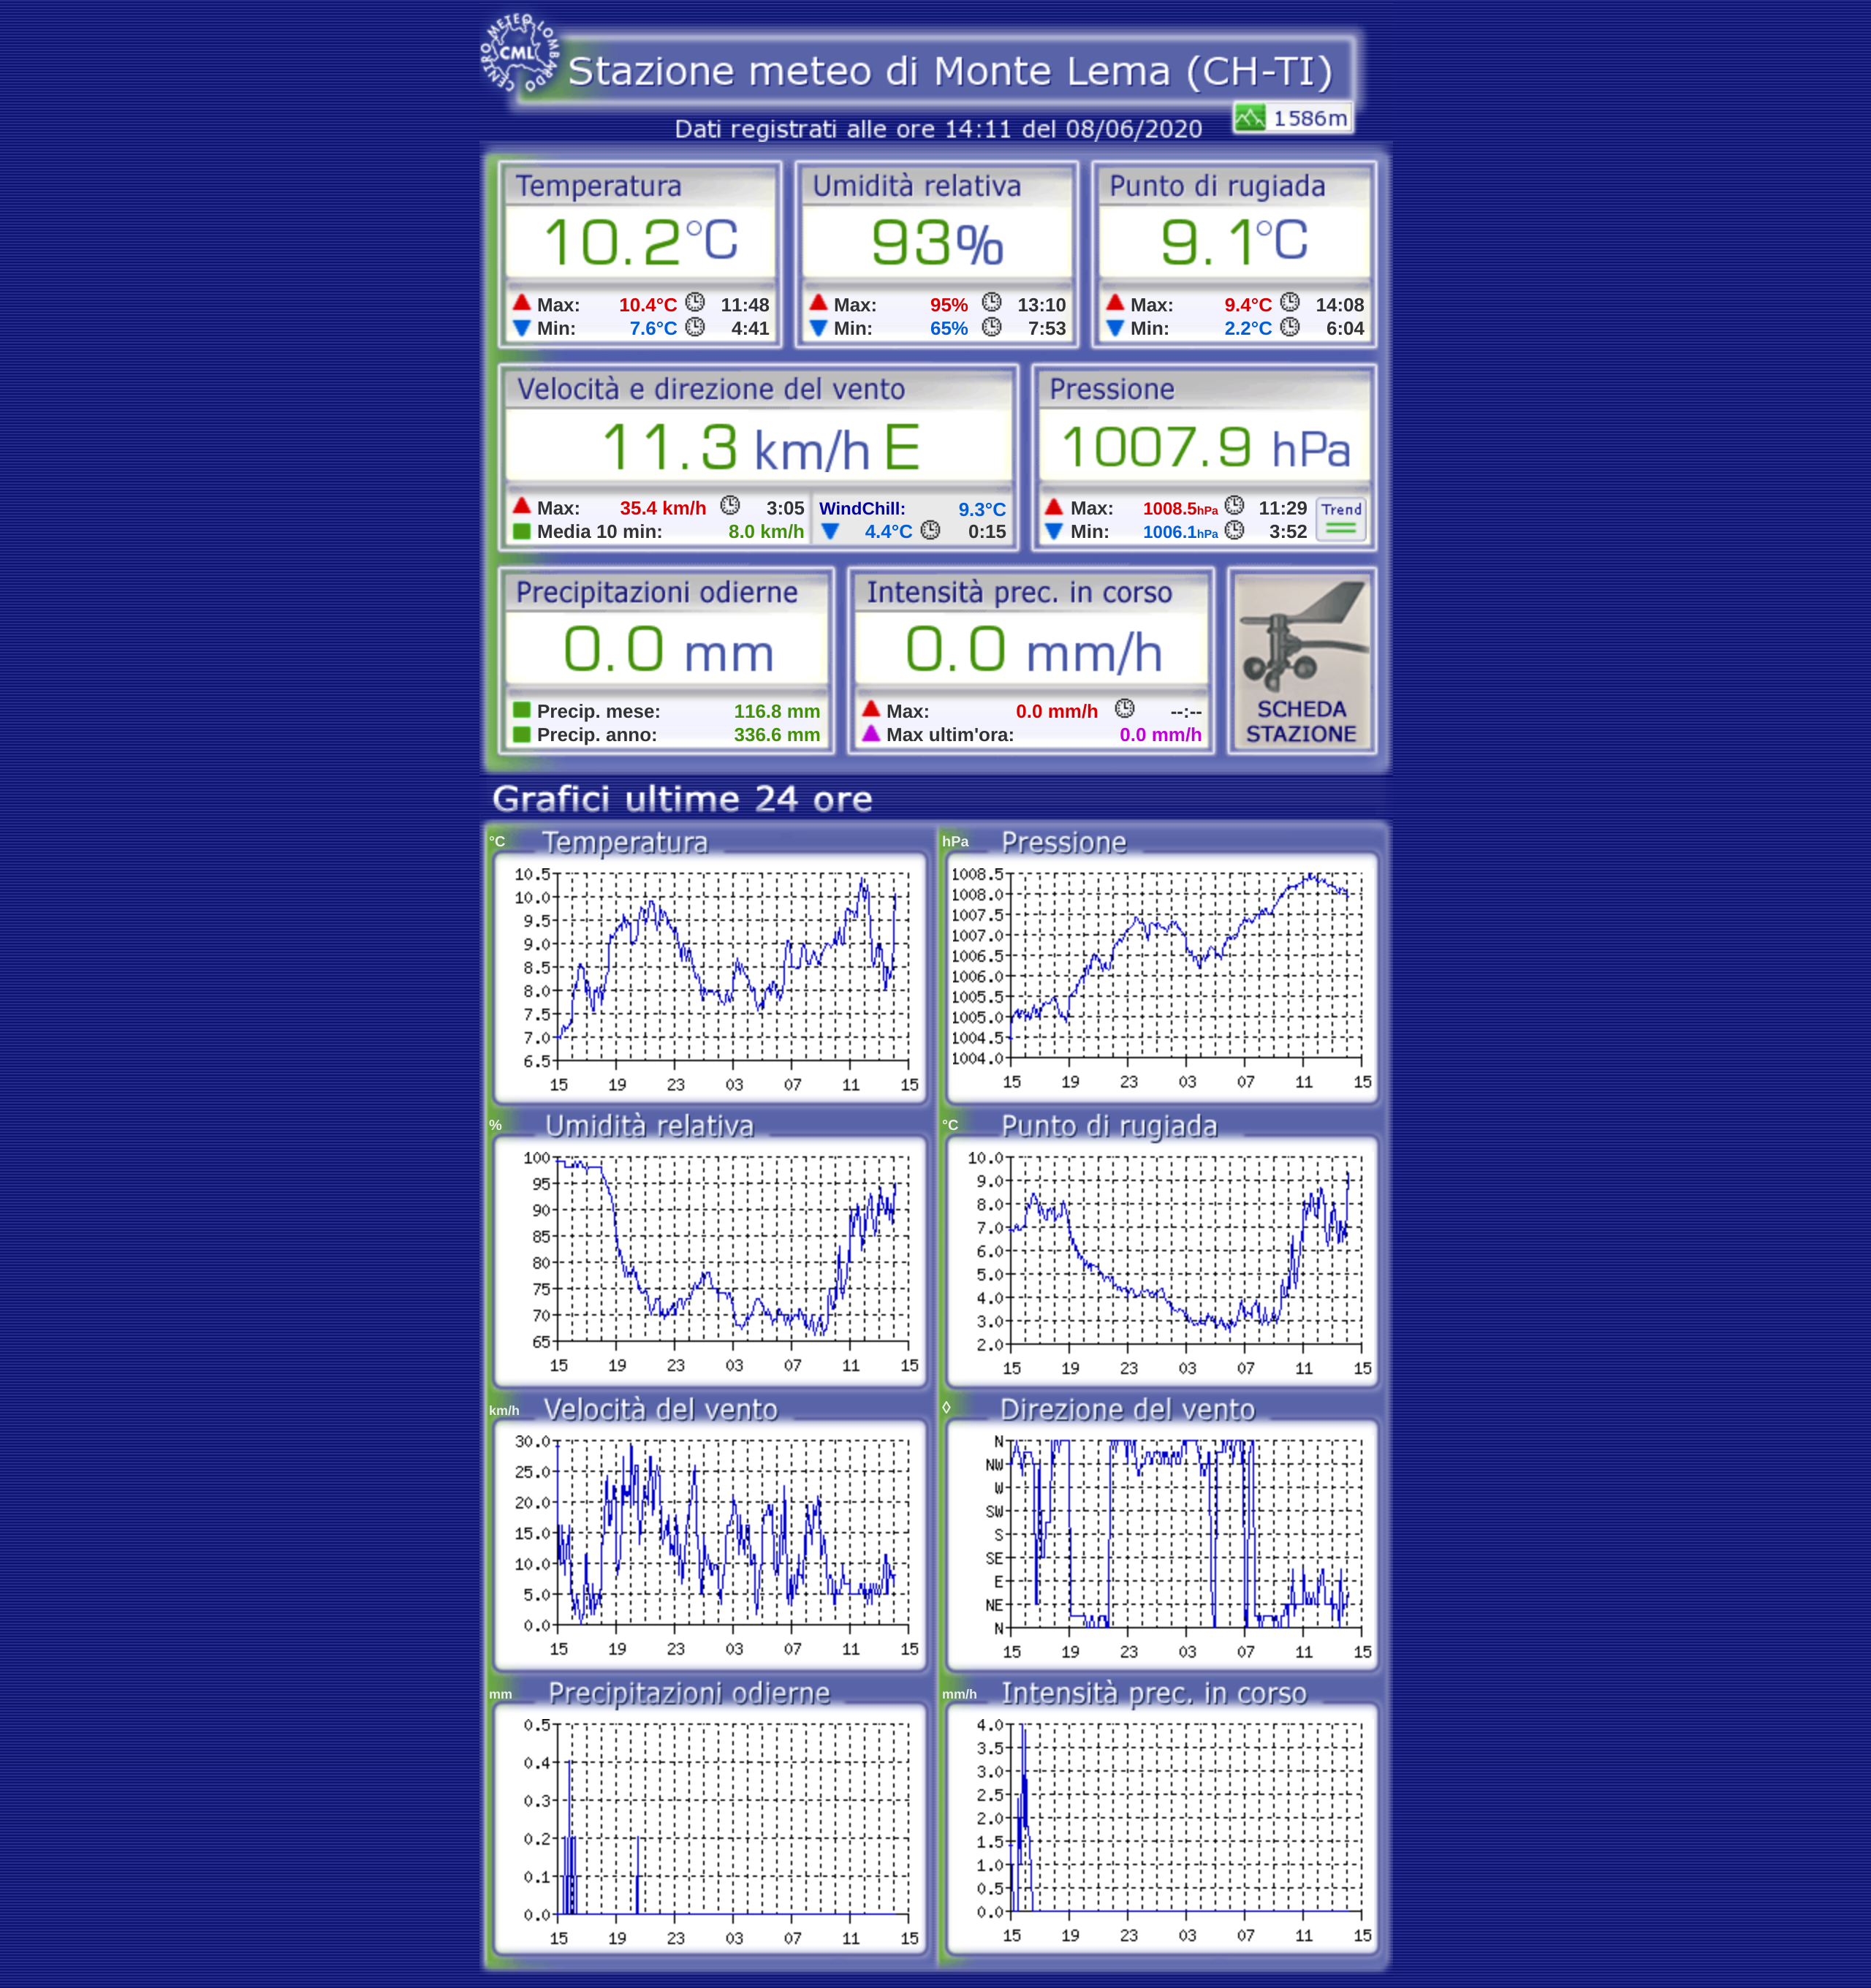 CENTRO METEO LOMBARDO
CML
Stazione meteo di Monte Lema (CH-TI)
Dati registrati alle ore 14:11 del 08/06/2020
1586m
Temperatura
10.2°C
Max: 10.4°C 11:48
Min: 7.6°C 4:41
Umidità relativa
93%
Max: 95% 13:10
Min: 65% 7:53
Punto di rugiada
9.1°C
Max: 9.4°C 14:08
Min: 2.2°C 6:04
Velocità e direzione del vento
11.3 km/h E
Max: 35.4 km/h 3:05
Media 10 min: 8.0 km/h
WindChill: 9.3°C
4.4°C 0:15
Pressione
1007.9 hPa
Max: 1008.5hPa 11:29
Min: 1006.1hPa 3:52
Trend
Precipitazioni odierne
0.0 mm
Precip. mese: 116.8 mm
Precip. anno: 336.6 mm
Intensità prec. in corso
0.0 mm/h
Max: 0.0 mm/h --:--
Max ultim'ora: 0.0 mm/h
SCHEDA
STAZIONE
Grafici ultime 24 ore
°C Temperatura
10.5
10.0
9.5
9.0
8.5
8.0
7.5
7.0
6.5
15 19 23 03 07 11 15
hPa Pressione
1008.5
1008.0
1007.5
1007.0
1006.5
1006.0
1005.5
1005.0
1004.5
1004.0
15 19 23 03 07 11 15
% Umidità relativa
100
95
90
85
80
75
70
65
15 19 23 03 07 11 15
°C Punto di rugiada
10.0
9.0
8.0
7.0
6.0
5.0
4.0
3.0
2.0
15 19 23 03 07 11 15
km/h Velocità del vento
30.0
25.0
20.0
15.0
10.0
5.0
0.0
15 19 23 03 07 11 15
◊ Direzione del vento
N
NW
W
SW
S
SE
E
NE
N
15 19 23 03 07 11 15
mm Precipitazioni odierne
0.5
0.4
0.3
0.2
0.1
0.0
15 19 23 03 07 11 15
mm/h Intensità prec. in corso
4.0
3.5
3.0
2.5
2.0
1.5
1.0
0.5
0.0
15 19 23 03 07 11 15